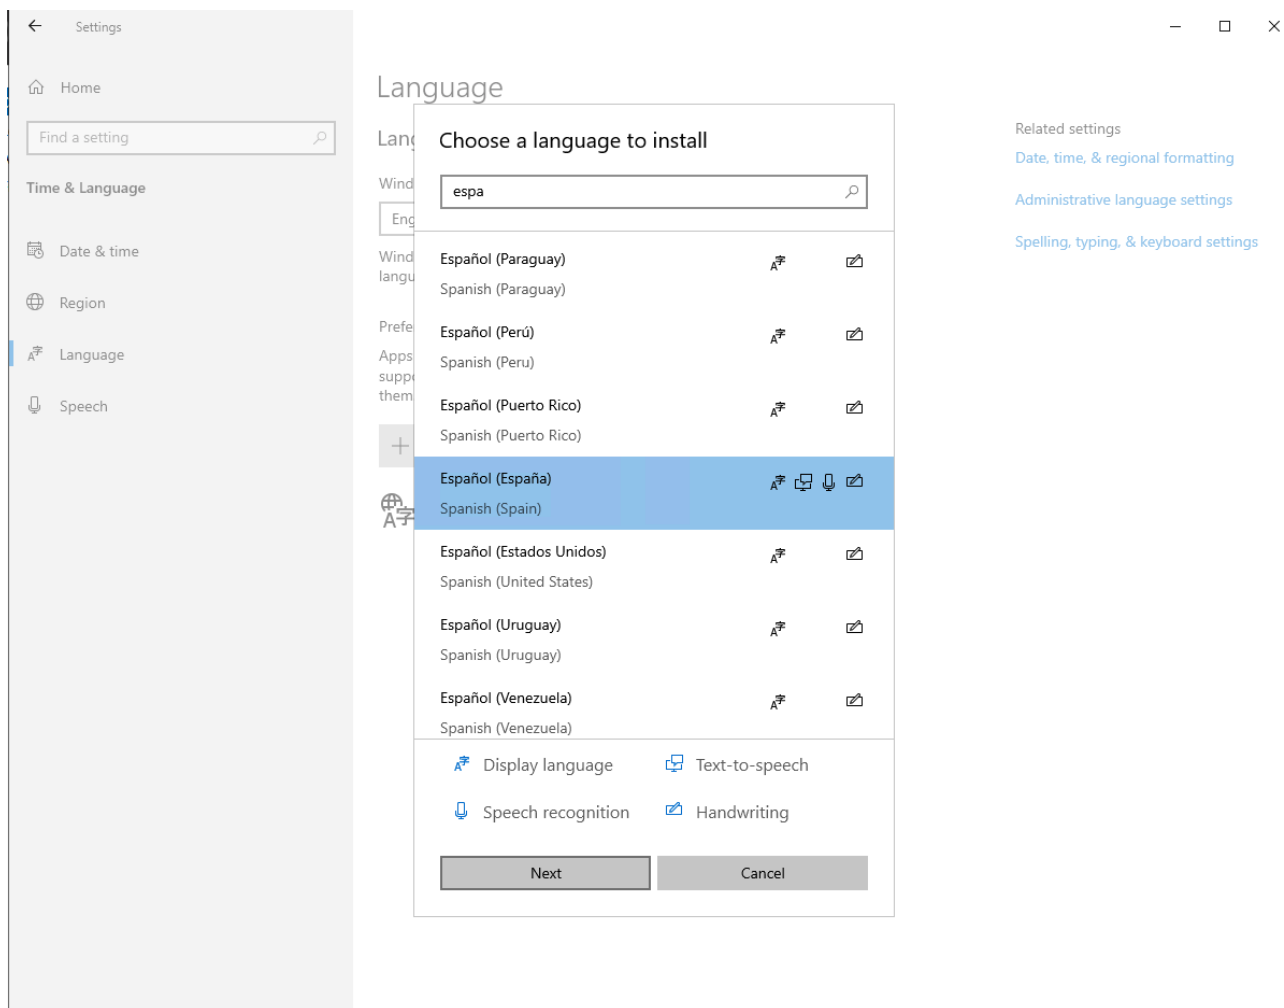 Settings
Home
Find a setting
Time & Language
Date & time
Region
Language
Speech
Language
Choose a language to install
espa
Español (Paraguay)
Spanish (Paraguay)
Español (Perú)
Spanish (Peru)
Español (Puerto Rico)
Spanish (Puerto Rico)
Español (España)
Spanish (Spain)
Español (Estados Unidos)
Spanish (United States)
Español (Uruguay)
Spanish (Uruguay)
Español (Venezuela)
Spanish (Venezuela)
Display language
Text-to-speech
Speech recognition
Handwriting
Next
Cancel
Related settings
Date, time, & regional formatting
Administrative language settings
Spelling, typing, & keyboard settings